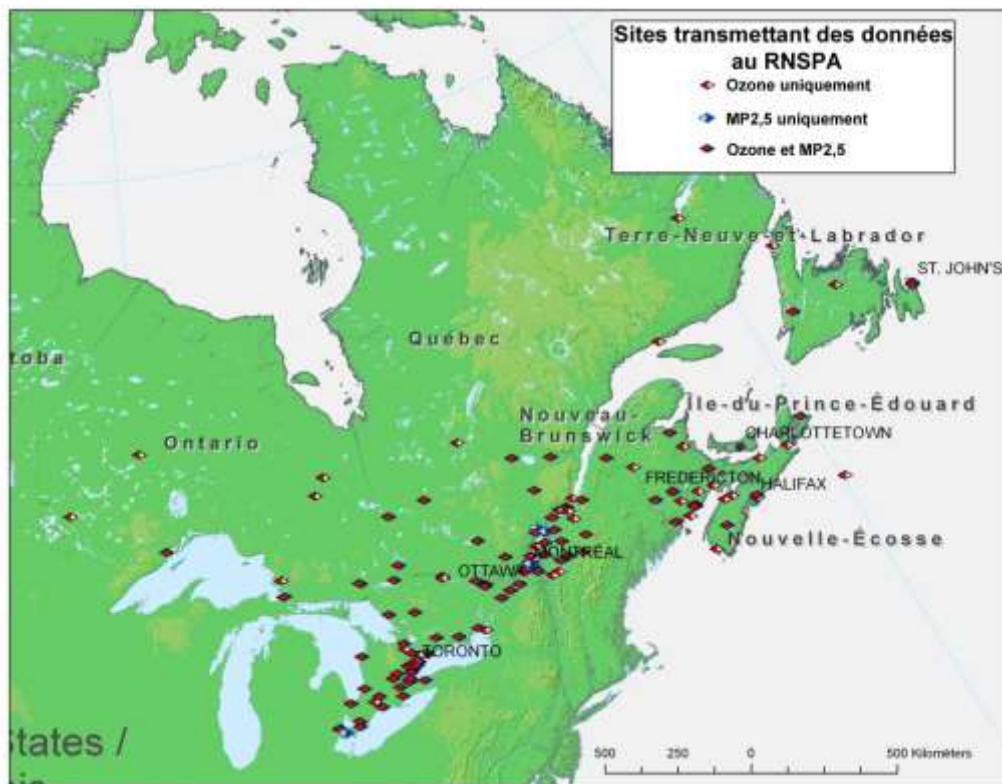 Sites transmettant des données
au RNSPA
Ozone uniquement
MP2,5 uniquement
Ozone et MP2,5
Terre-Neuve-et-Labrador
ST. JOHN'S
Québec
toba
Île-du-Prince-Édouard
Nouveau-
Brunswick
CHARLOTTETOWN
Ontario
FREDERICTON
HALIFAX
Nouvelle-Écosse
MONTRÉAL
OTTAWA
TORONTO
States /
500 250 0 500 Kilométers